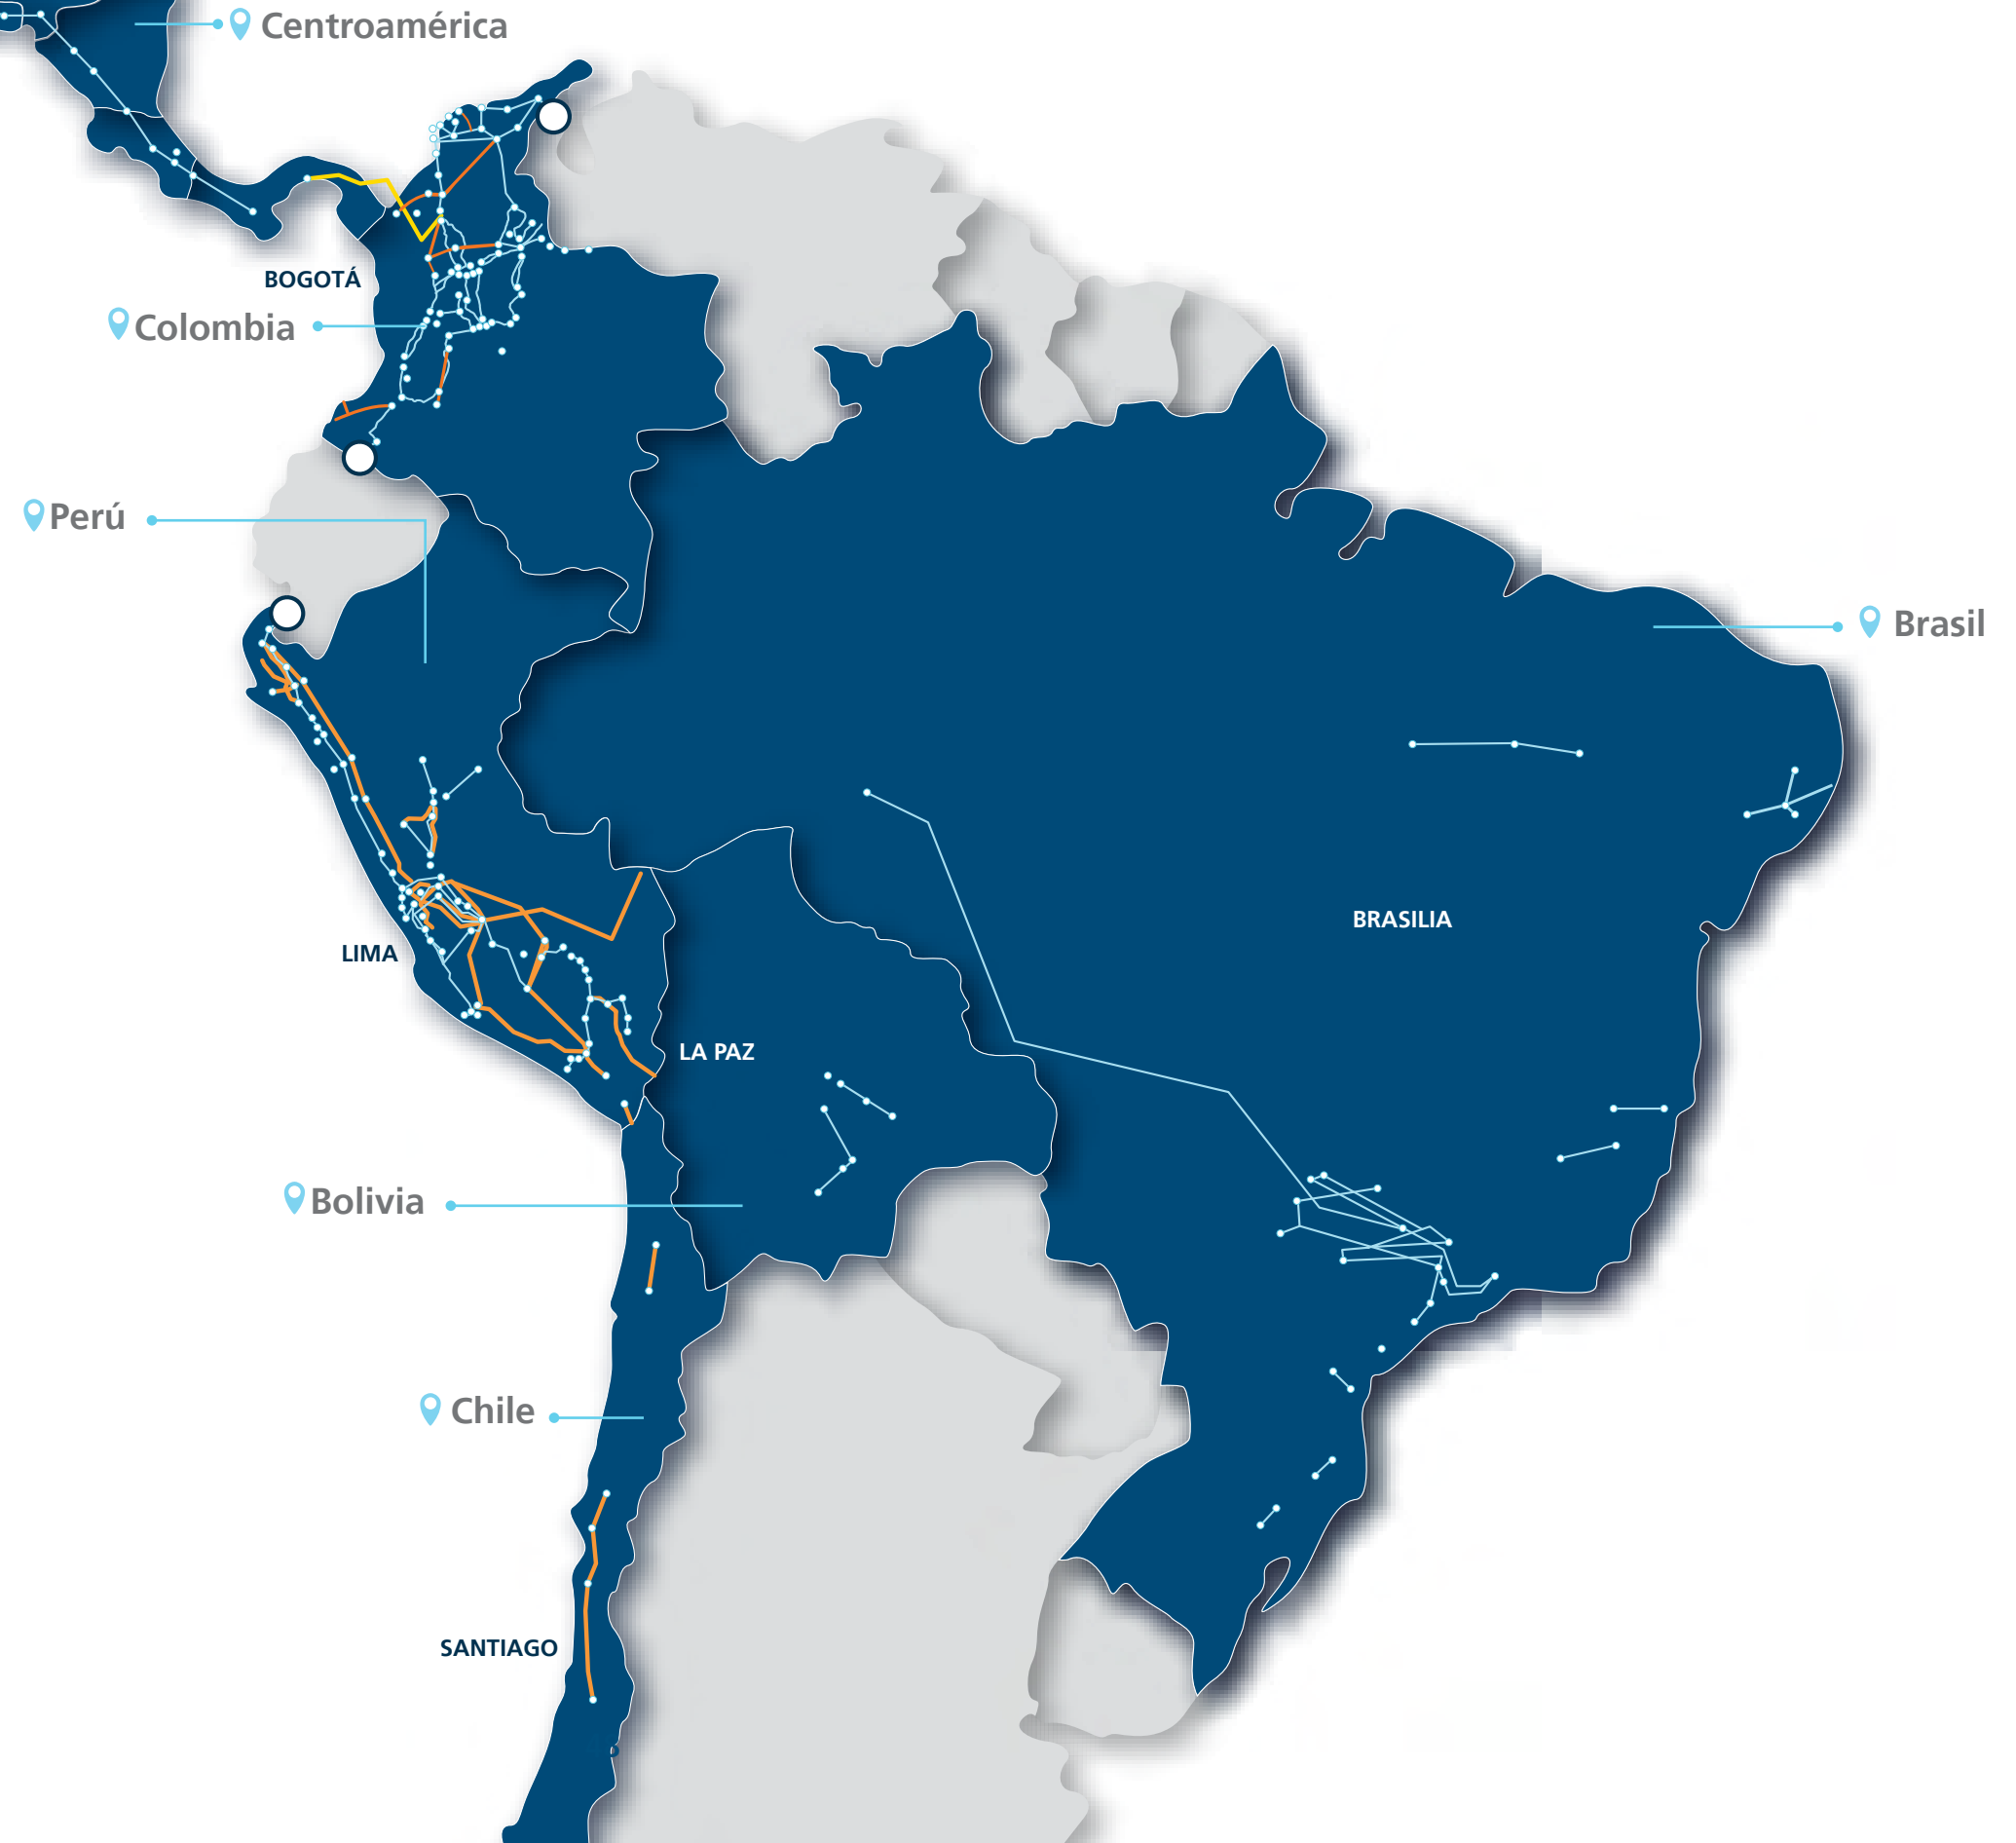 Centroamérica
BOGOTÁ
Colombia
Perú
Brasil
BRASILIA
LIMA
LA PAZ
Bolivia
Chile
SANTIAGO